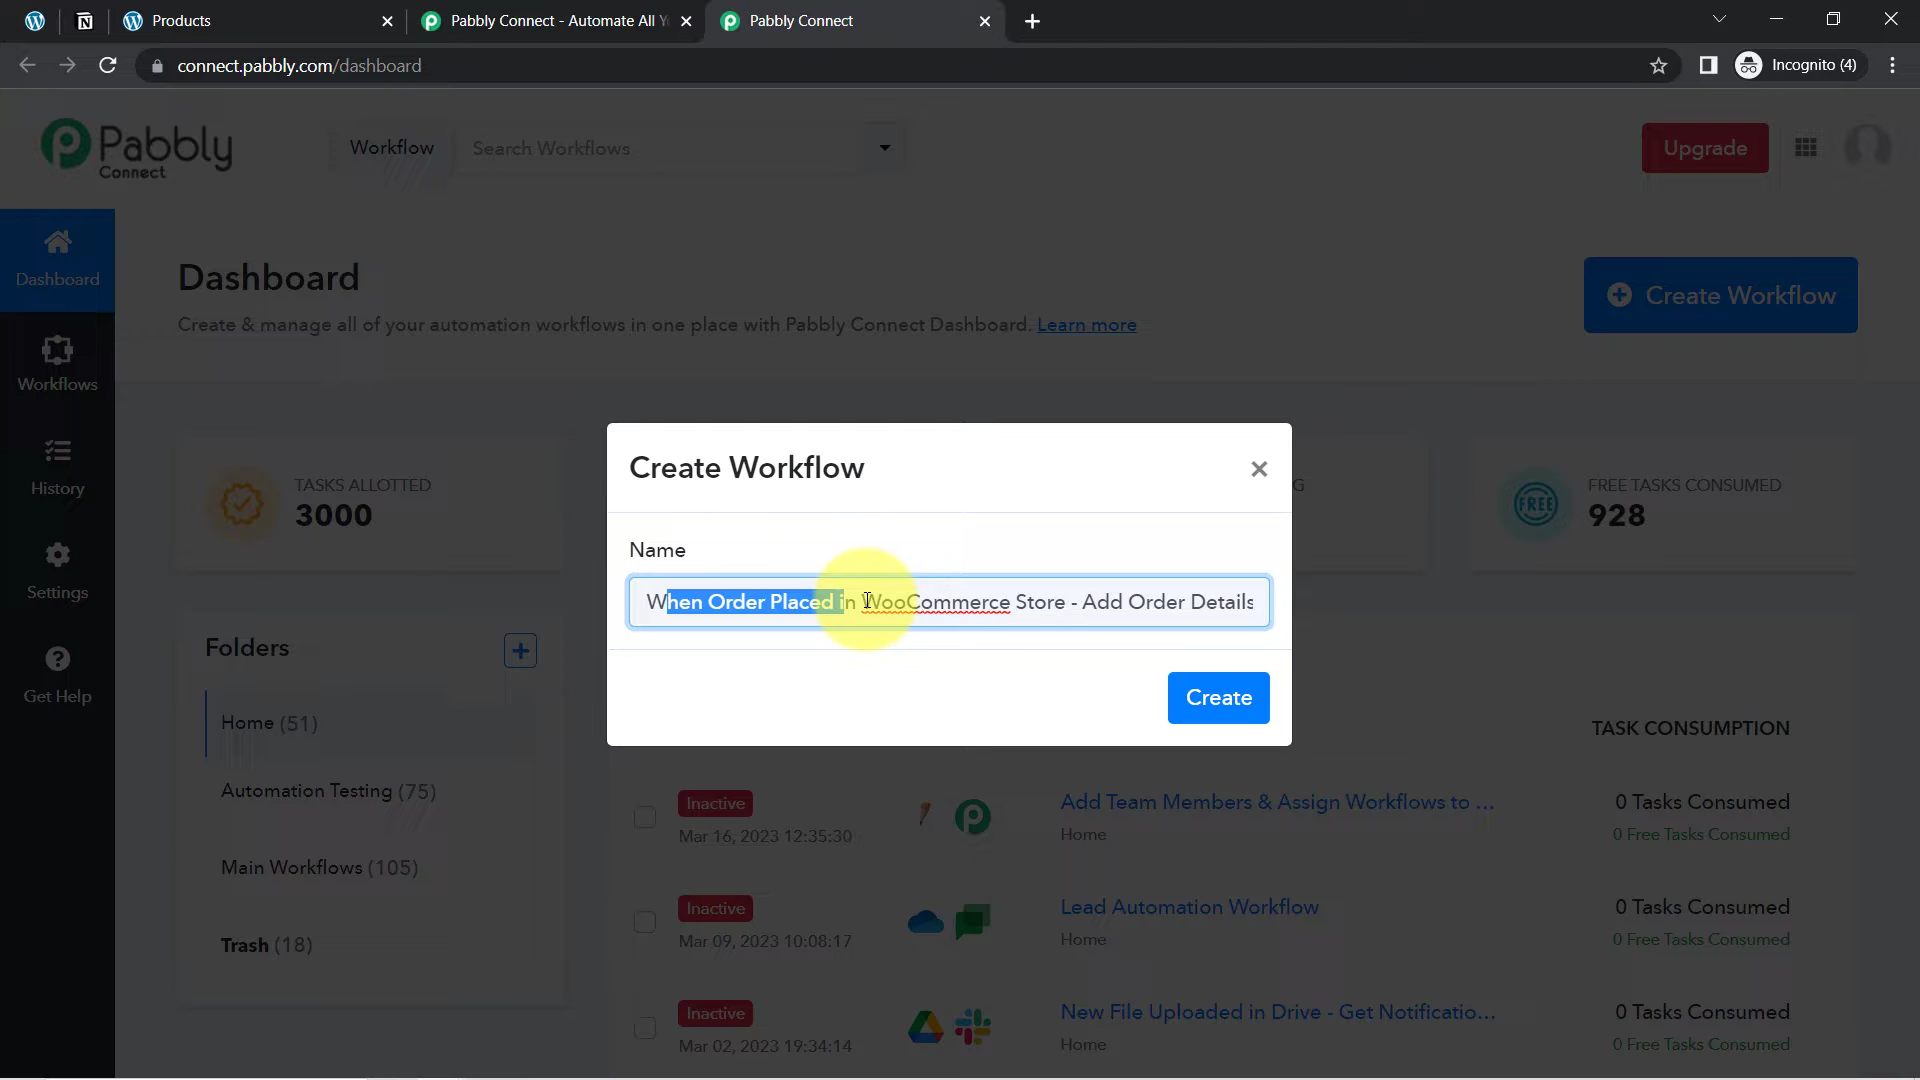 Products
Pabbly Connect - Automate All Y
Pabbly Connect
connect.pabbly.com/dashboard
Incognito (4)
Pabbly
Connect
Workflow
Search Workflows
Upgrade
Dashboard
Workflows
History
Settings
Get Help
Dashboard
Create & manage all of your automation workflows in one place with Pabbly Connect Dashboard. Learn more
Create Workflow
TASKS ALLOTTED
3000
G
FREE
FREE TASKS CONSUMED
928
Create Workflow
Name
When Order Placed in WooCommerce Store - Add Order Details
Create
Folders
Home (51)
Automation Testing (75)
Main Workflows (105)
Trash (18)
TASK CONSUMPTION
Inactive
Mar 16, 2023 12:35:30
Add Team Members & Assign Workflows to ...
Home
0 Tasks Consumed
0 Free Tasks Consumed
Inactive
Mar 09, 2023 10:08:17
Lead Automation Workflow
Home
0 Tasks Consumed
0 Free Tasks Consumed
Inactive
Mar 02, 2023 19:34:14
New File Uploaded in Drive - Get Notificatio...
Home
0 Tasks Consumed
0 Free Tasks Consumed